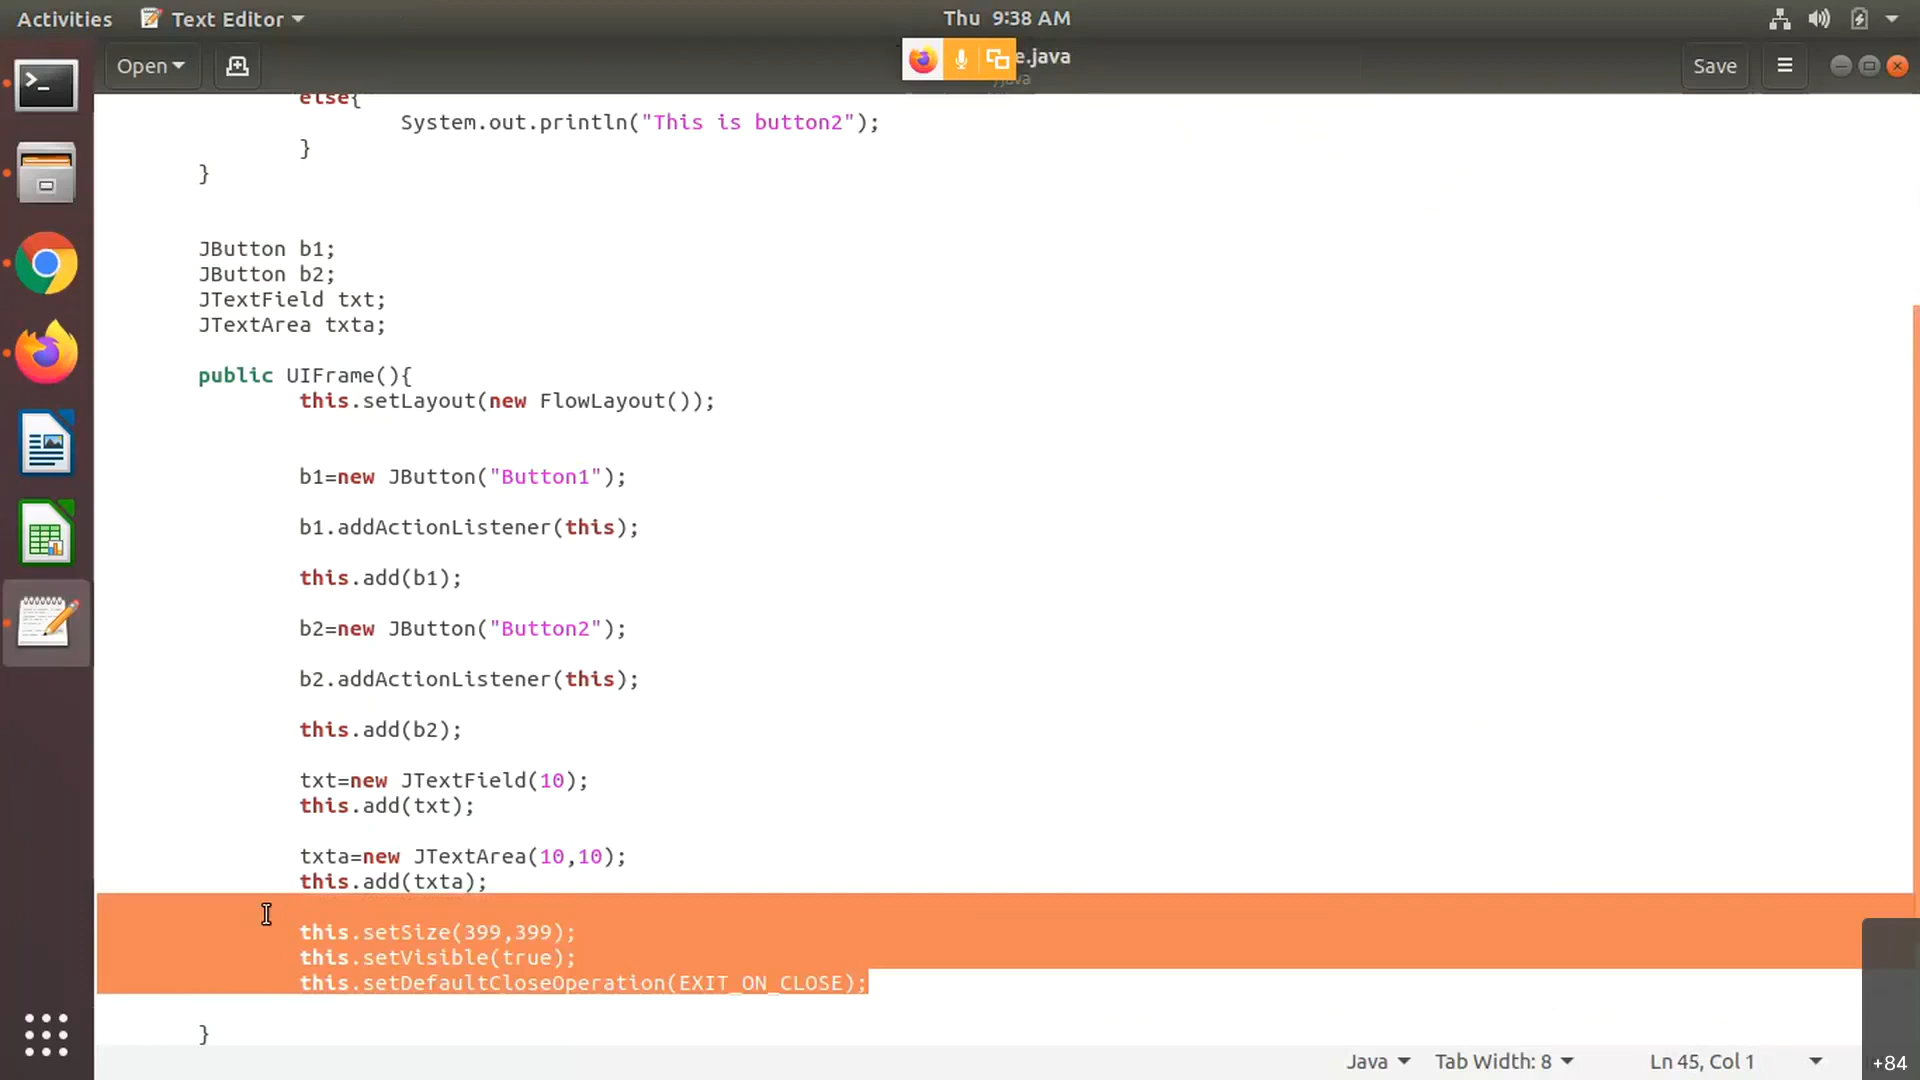 Activities Text Editor Thu 9:38 AM
Open e.java Save
java
else{
System.out.println("This is button2");
}
}
JButton b1;
JButton b2;
JTextField txt;
JTextArea txta;
public UIFrame(){
this.setLayout(new FlowLayout());
b1=new JButton("Button1");
b1.addActionListener(this);
this.add(b1);
b2=new JButton("Button2");
b2.addActionListener(this);
this.add(b2);
txt=new JTextField(10);
this.add(txt);
txta=new JTextArea(10,10);
this.add(txta);
this.setSize(399,399);
this.setVisible(true);
this.setDefaultCloseOperation(EXIT_ON_CLOSE);
}
Java Tab Width: 8 Ln 45, Col 1 +84